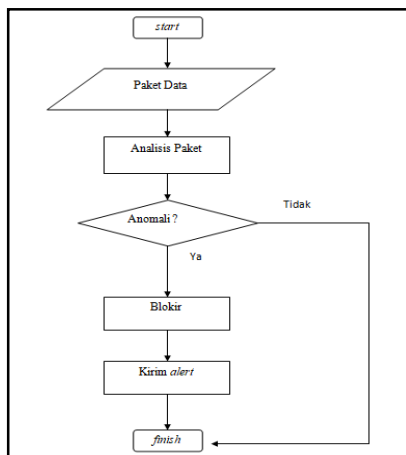 start
Paket Data
Analisis Paket
Anomali ?
Tidak
Ya
Blokir
Kirim alert
finish